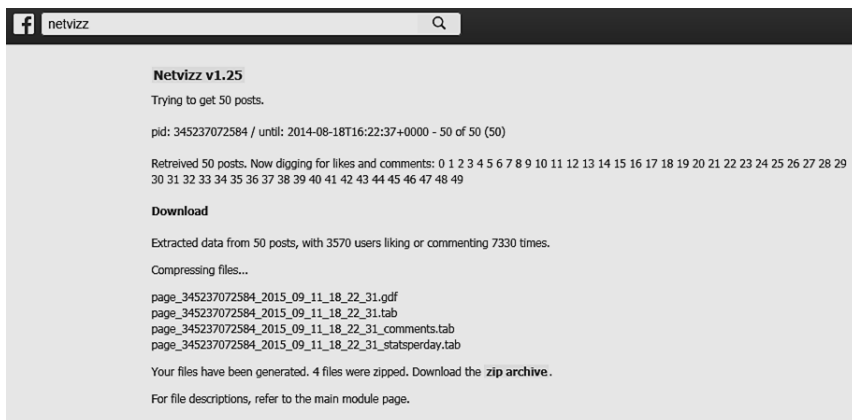 f netvizz
Netvizz v1.25
Trying to get 50 posts.
pid: 345237072584 / until: 2014-08-18T16:22:37+0000 - 50 of 50 (50)
Retreived 50 posts. Now digging for likes and comments: 0 1 2 3 4 5 6 7 8 9 10 11 12 13 14 15 16 17 18 19 20 21 22 23 24 25 26 27 28 29
30 31 32 33 34 35 36 37 38 39 40 41 42 43 44 45 46 47 48 49
Download
Extracted data from 50 posts, with 3570 users liking or commenting 7330 times.
Compressing files...
page_345237072584_2015_09_11_18_22_31.gdf
page_345237072584_2015_09_11_18_22_31.tab
page_345237072584_2015_09_11_18_22_31_comments.tab
page_345237072584_2015_09_11_18_22_31_statsperday.tab
Your files have been generated. 4 files were zipped. Download the zip archive.
For file descriptions, refer to the main module page.